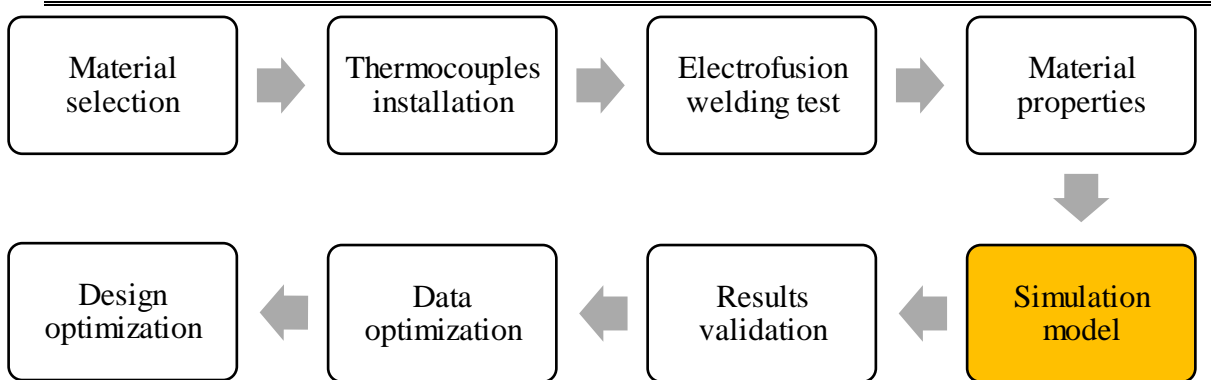 Material
selection
Thermocouples
installation
Electrofusion
welding test
Material
properties
Simulation
model
Results
validation
Data
optimization
Design
optimization